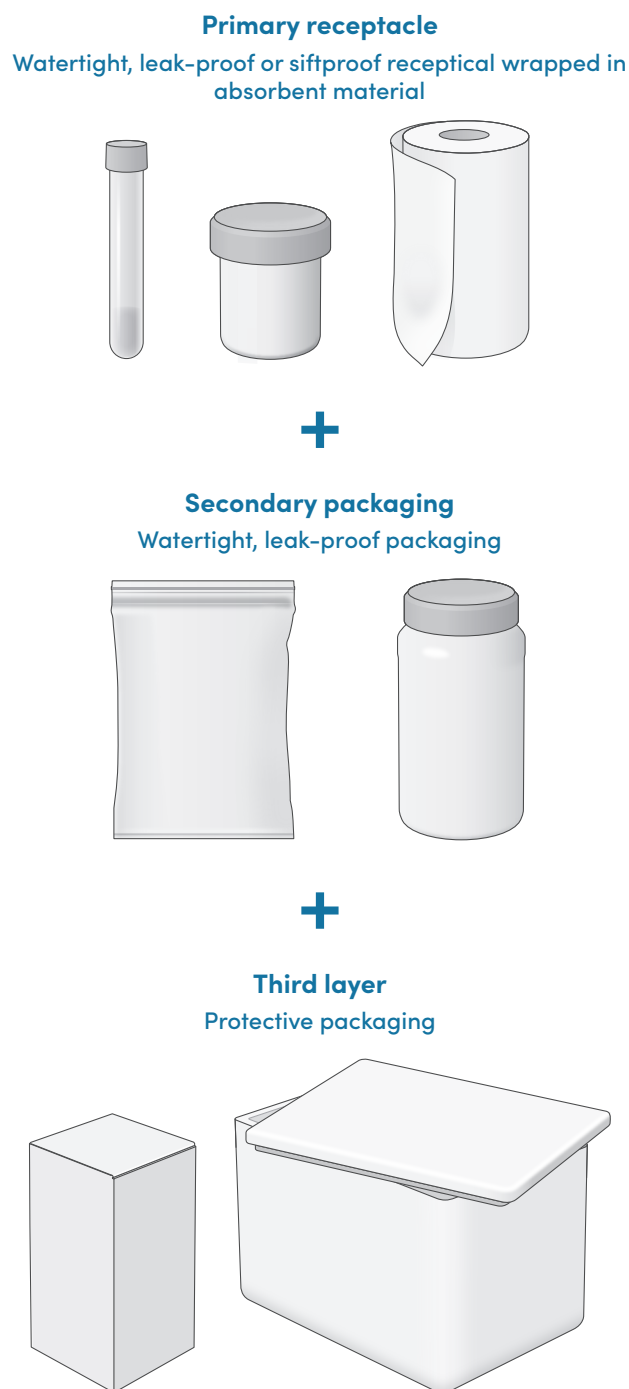 Primary receptacle
Watertight, leak-proof or siftproof receptical wrapped in
absorbent material
+
Secondary packaging
Watertight, leak-proof packaging
+
Third layer
Protective packaging